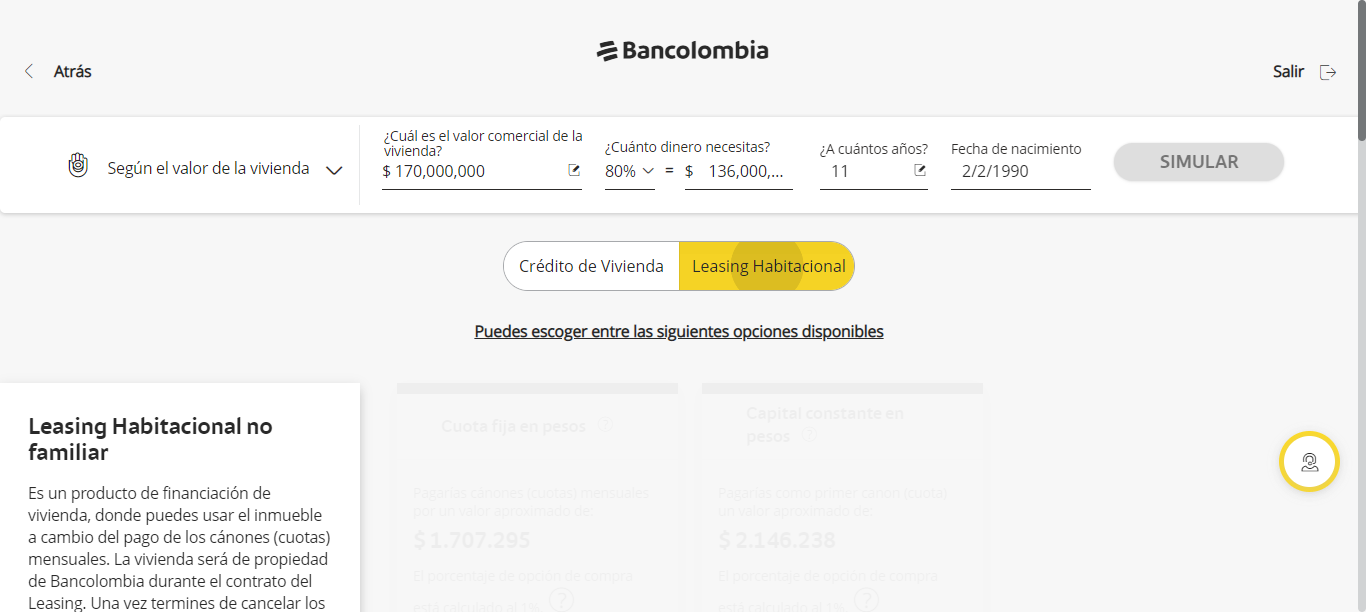 Bancolombia
Atrás
Salir
Según el valor de la vivienda
¿Cuál es el valor comercial de la
vivienda?
$ 170,000,000
¿Cuánto dinero necesitas?
80% = $ 136,000,...
¿A cuántos años?
11
Fecha de nacimiento
2/2/1990
SIMULAR
Crédito de Vivienda
Leasing Habitacional
Puedes escoger entre las siguientes opciones disponibles
Leasing Habitacional no
familiar
Es un producto de financiación de
vivienda, donde puedes usar el inmueble
a cambio del pago de los cánones (cuotas)
mensuales. La vivienda será de propiedad
de Bancolombia durante el contrato del
Leasing. Una vez termines de cancelar los
Cuota fija en pesos ?
Pagarías cánones (cuotas) mensuales
por un valor aproximado de:
$ 1.707.295
El porcentaje de opción de compra
está calculado al 1% ?
Capital constante en
pesos ?
Pagarías como primer canon (cuota)
un valor aproximado de:
$ 2.146.238
El porcentaje de opción de compra
está calculado al 1% ?